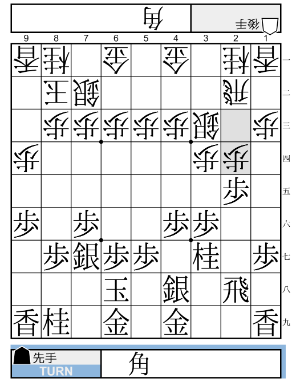 角 後手
9 8 7 6 5 4 3 2 1
香 桂 金 金 桂 香 一
玉 銀 飛 二
歩 歩 歩 歩 歩 銀 歩 三
歩 歩 歩 四
歩 五
歩 歩 歩 歩 六
歩 銀 歩 歩 桂 歩 七
玉 銀 飛 八
香 桂 金 金 香 九
先手 角
TURN